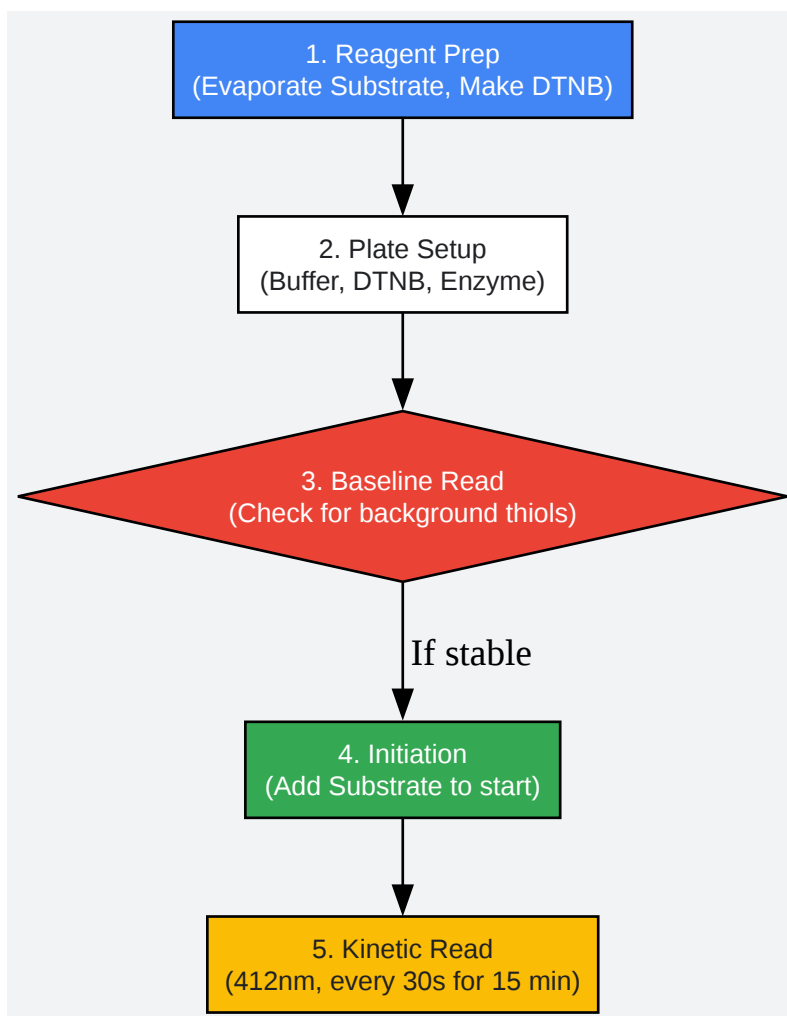 1. Reagent Prep
(Evaporate Substrate, Make DTNB)
2. Plate Setup
(Buffer, DTNB, Enzyme)
3. Baseline Read
(Check for background thiols)
If stable
4. Initiation
(Add Substrate to start)
5. Kinetic Read
(412nm, every 30s for 15 min)